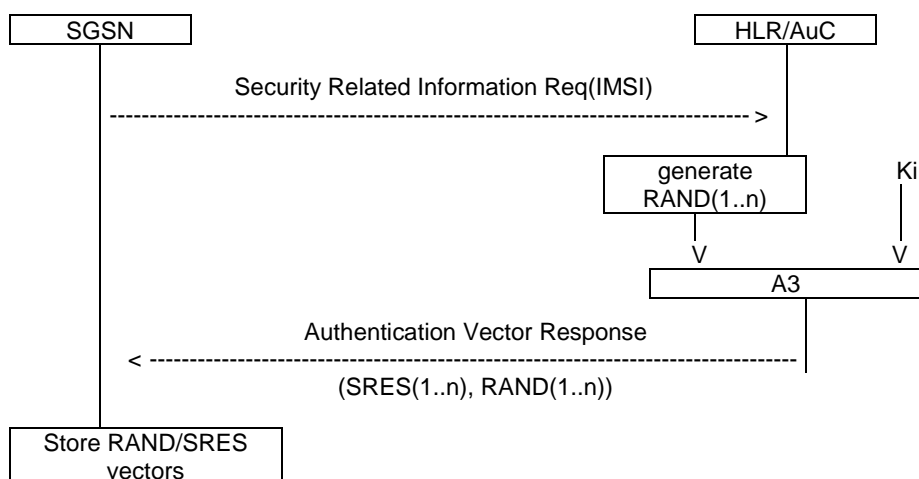 SGSN
HLR/AuC
Security Related Information Req(IMSI)
--------------------------------------------------------------------------------- >
generate
RAND(1..n)
Ki
V
V
A3
Authentication Vector Response
< ---------------------------------------------------------------------------------
(SRES(1..n), RAND(1..n))
Store RAND/SRES
vectors